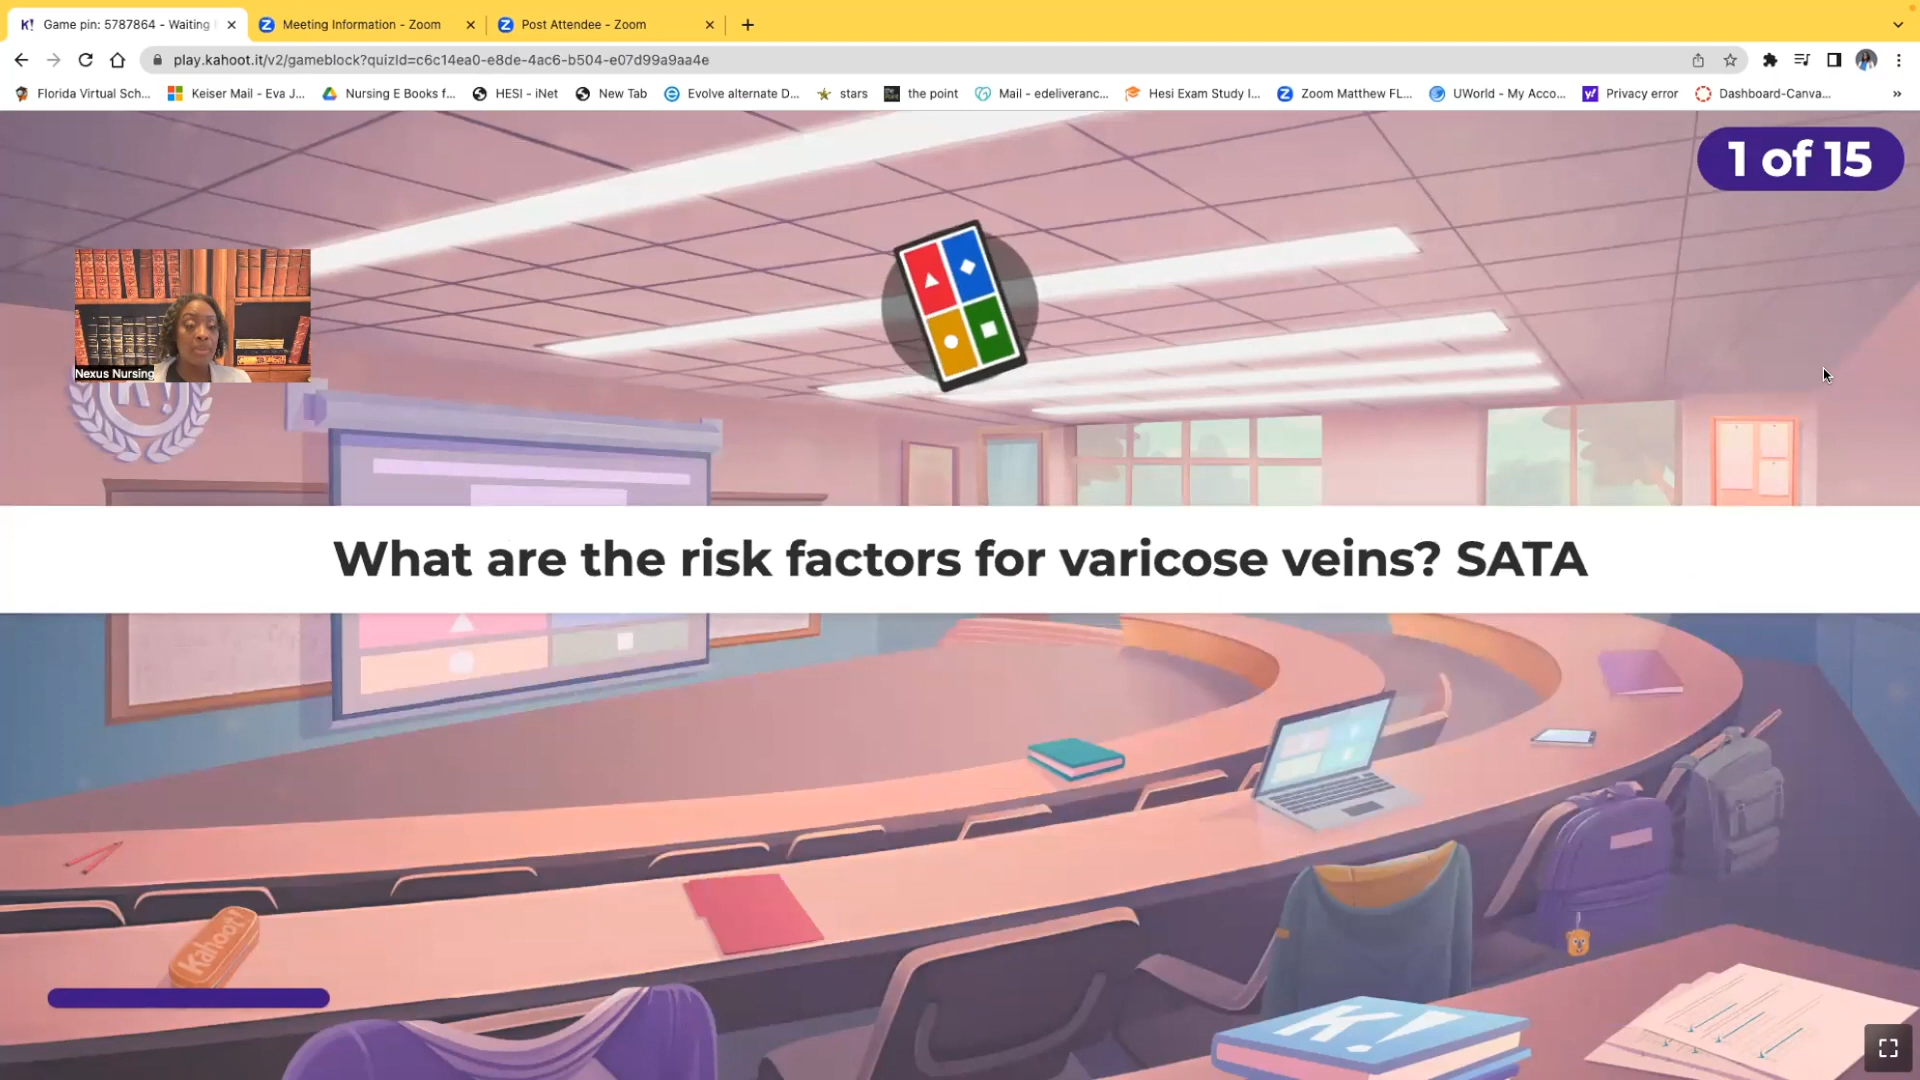 Game pin: 5787864 - Waiting
Meeting Information - Zoom
Post Attendee - Zoom
play.kahoot.it/v2/gameblock?quizId=c6c14ea0-e8de-4ac6-b504-e07d99a9aa4e
Florida Virtual Sch...
Keiser Mail - Eva J...
Nursing E Books f...
HESI - iNet
New Tab
Evolve alternate D...
stars
the point
Mail - edeliveranc...
Hesi Exam Study I...
Zoom Matthew FL...
UWorld - My Acco...
Privacy error
Dashboard-Canva...
1 of 15
Nexus Nursing
K!
What are the risk factors for varicose veins? SATA
Kahoot!
K!